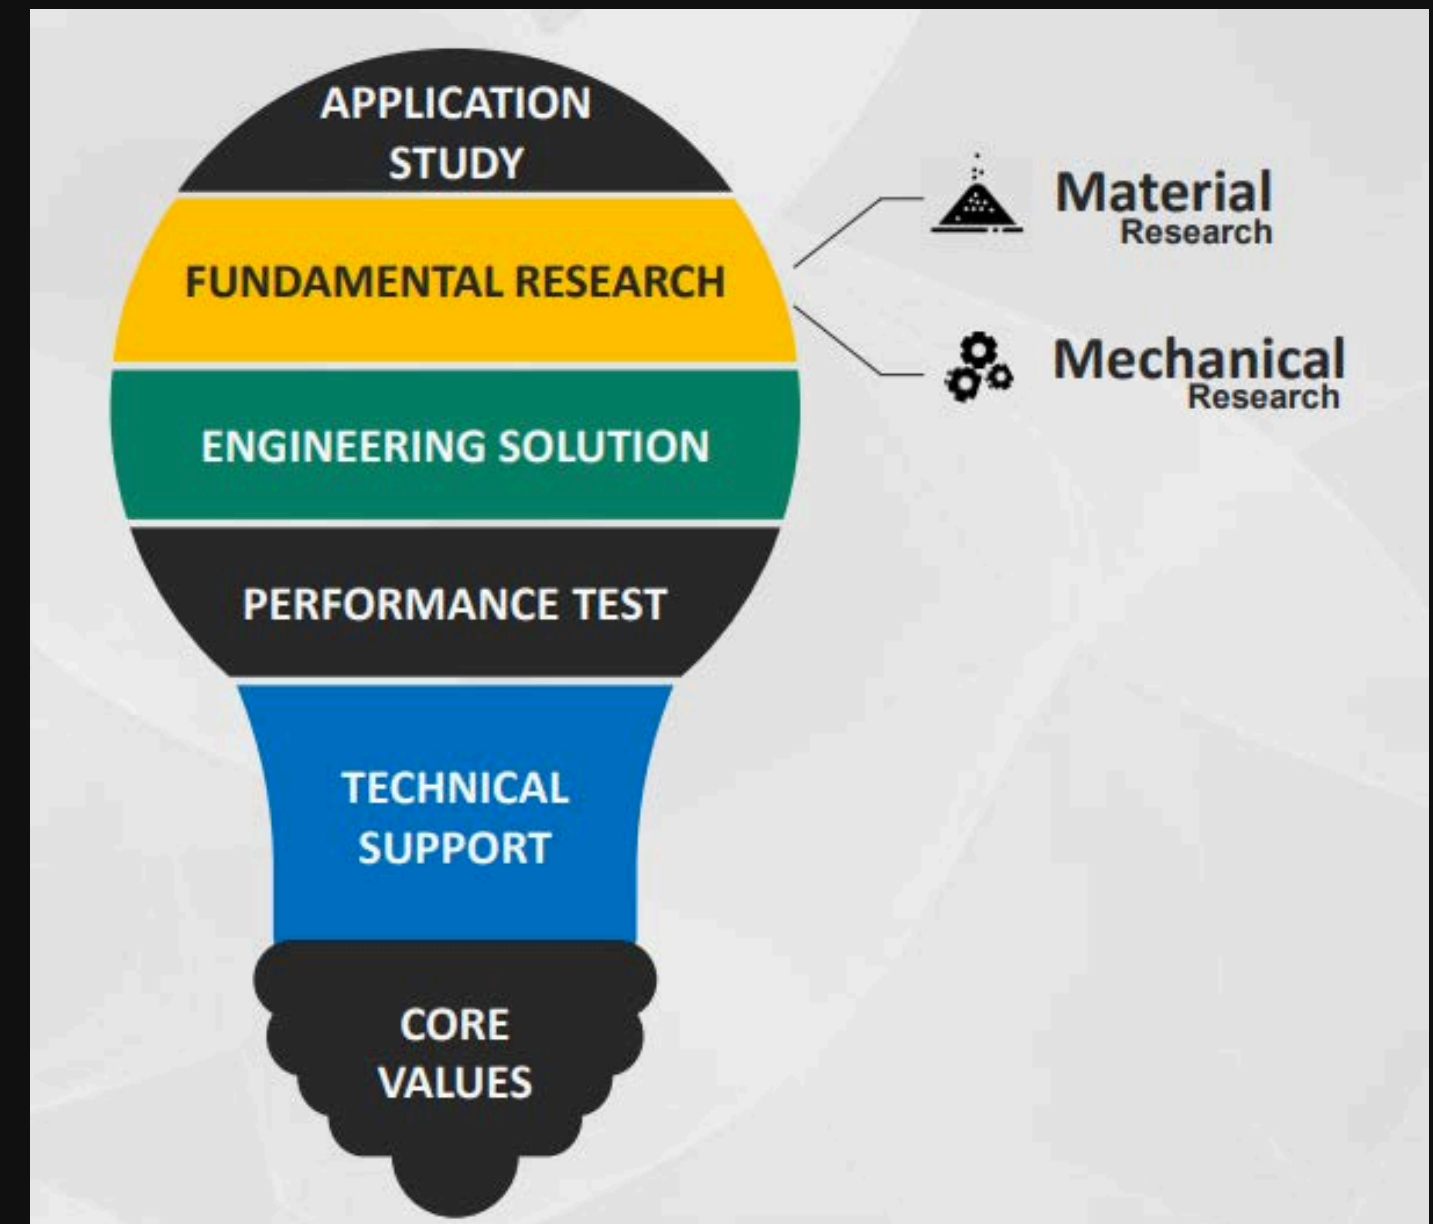 APPLICATION
STUDY
FUNDAMENTAL RESEARCH
Material
Research
Mechanical
Research
ENGINEERING SOLUTION
PERFORMANCE TEST
TECHNICAL
SUPPORT
CORE
VALUES